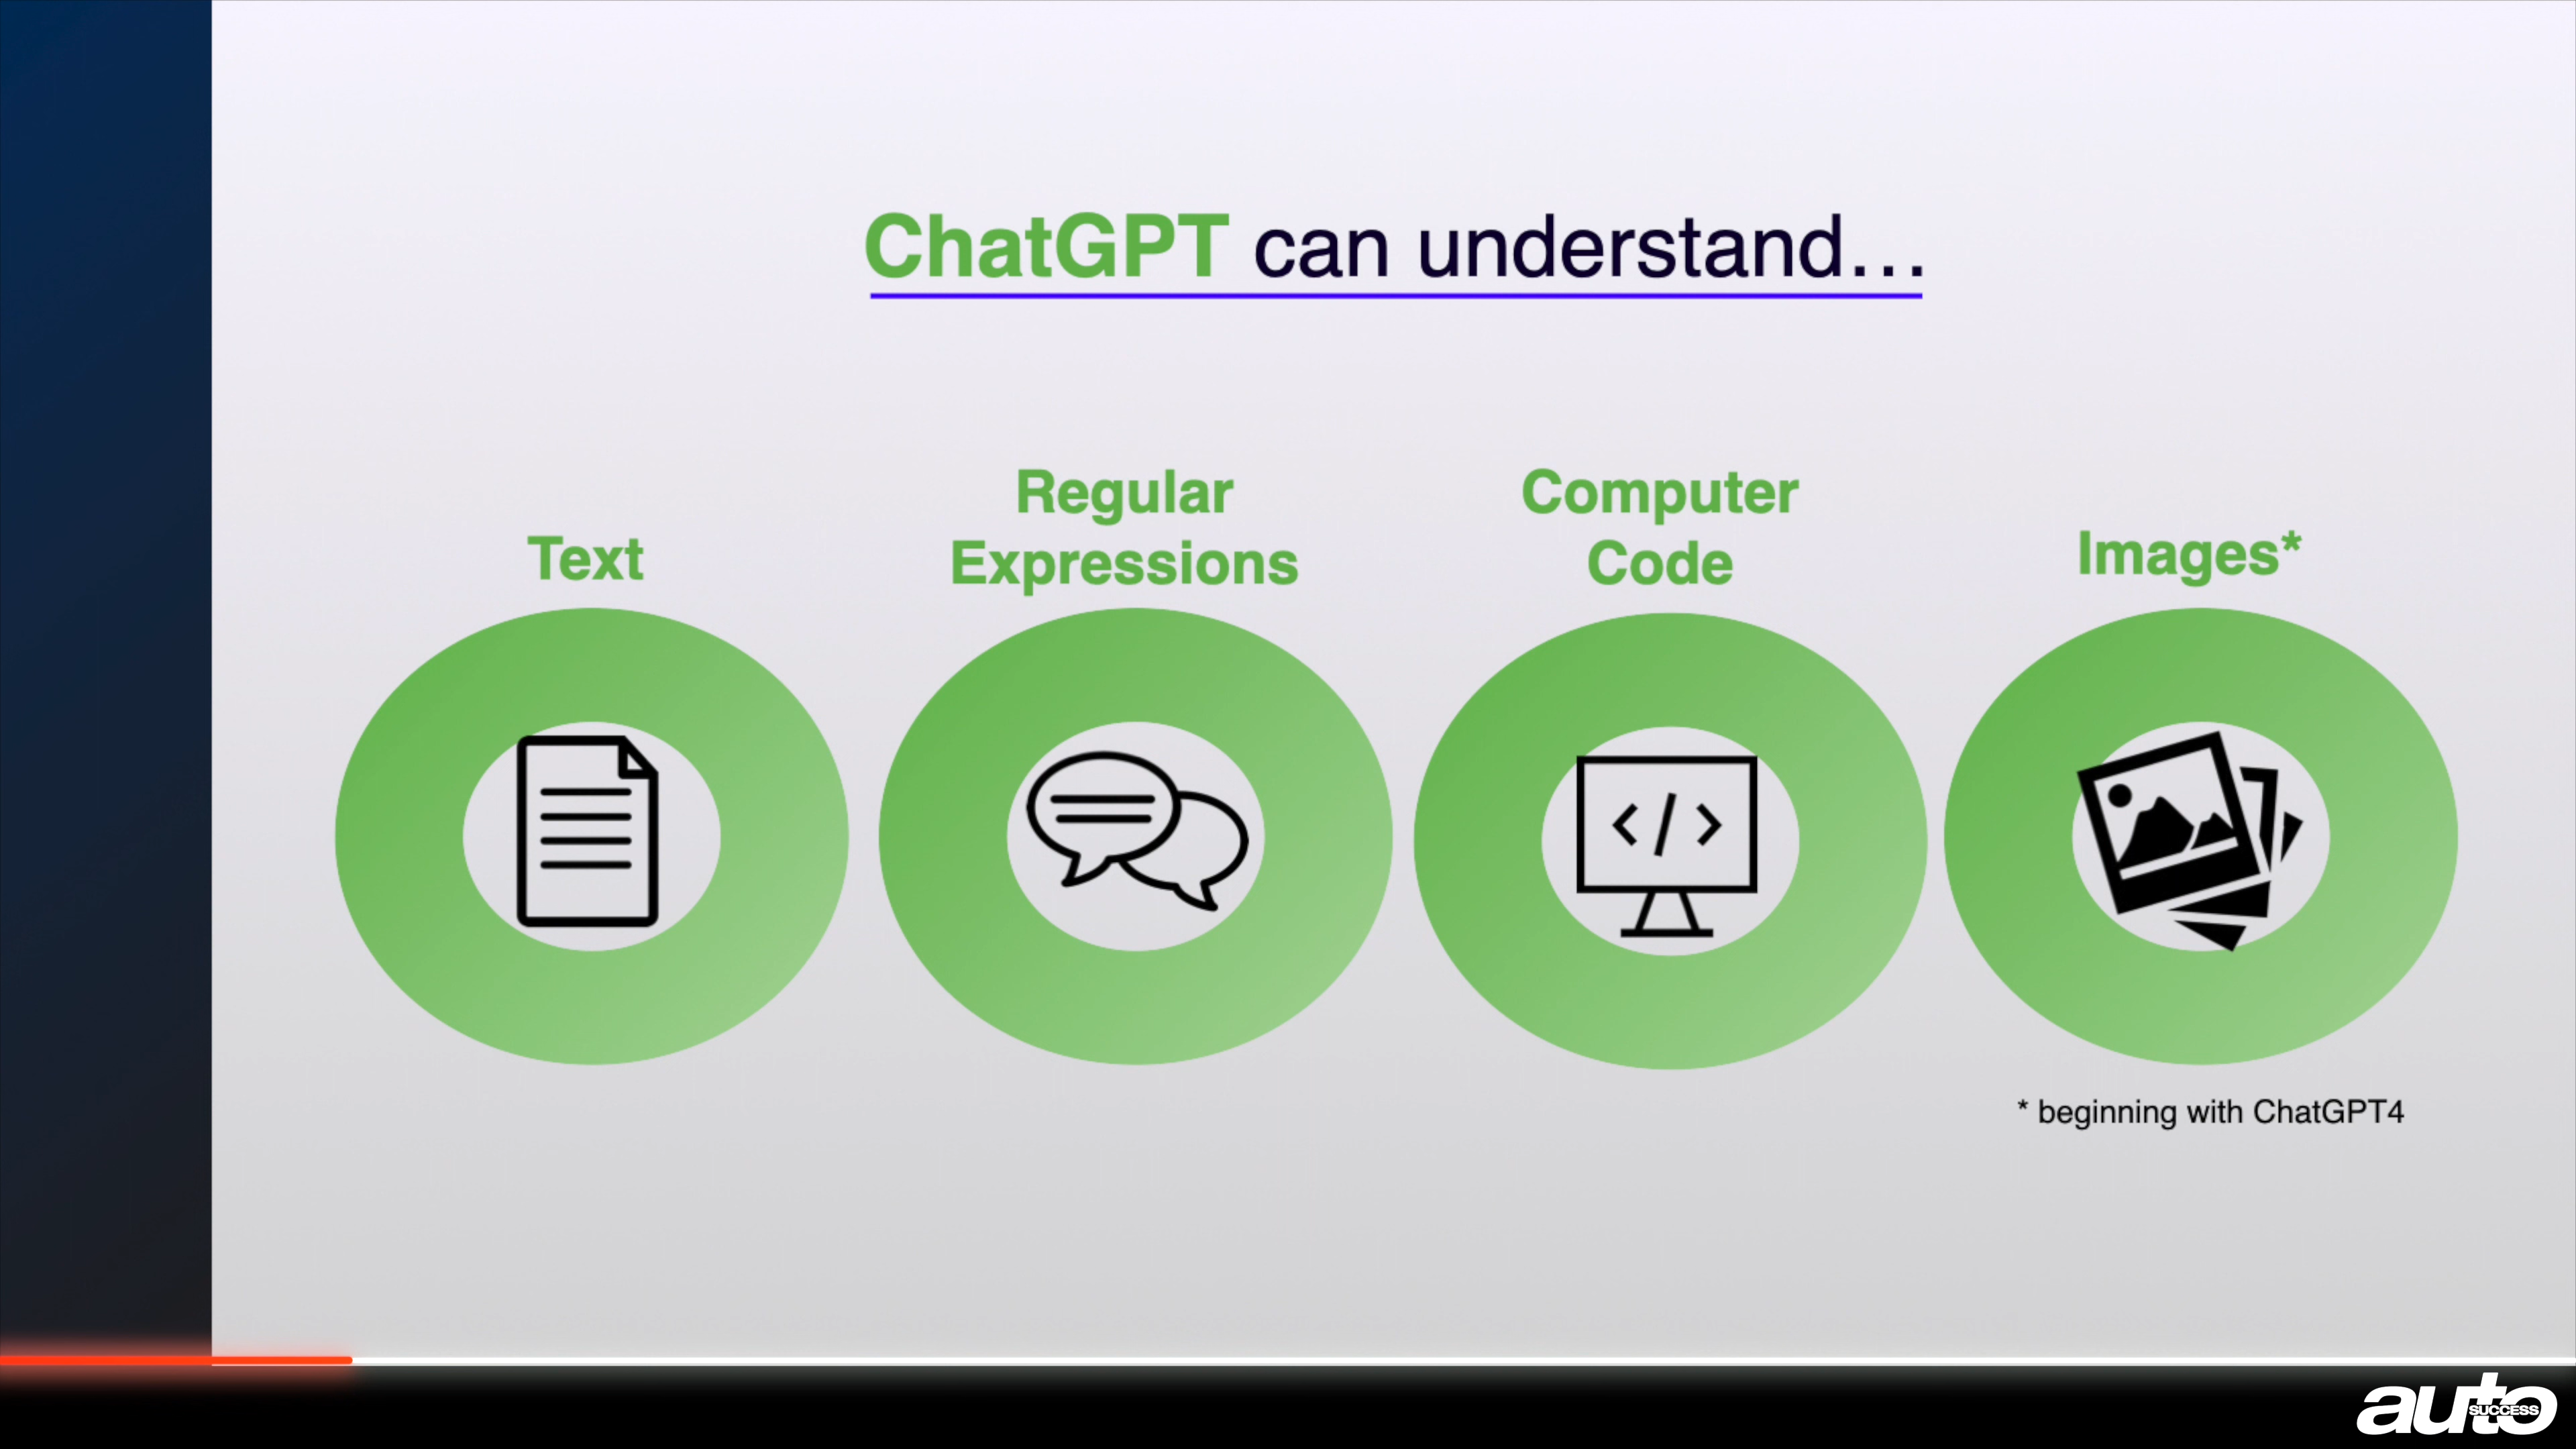 ChatGPT can understand…
Text
Regular
Expressions
Computer
Code
Images*
</>
* beginning with ChatGPT4
auto
SUCCESS